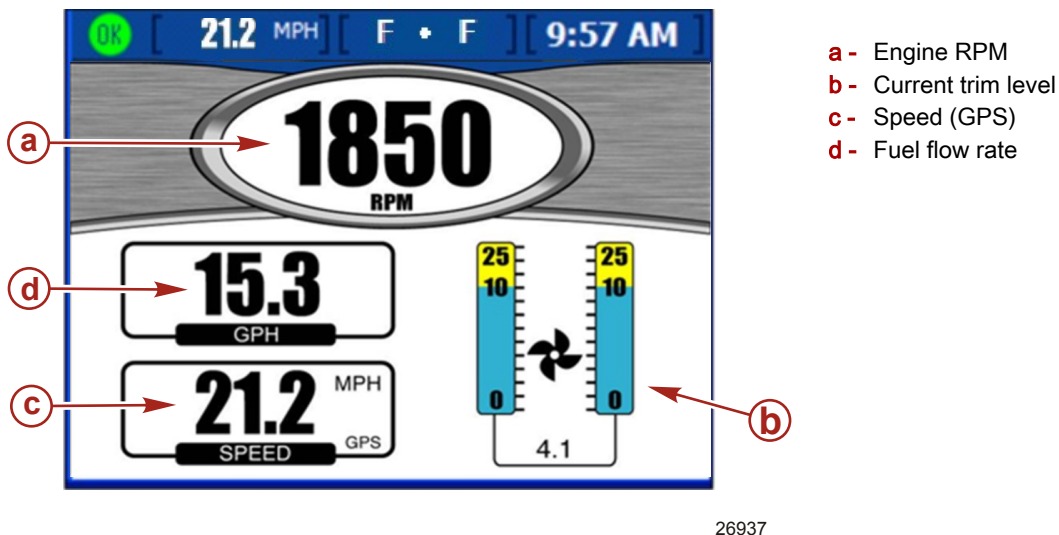 OK [ 21.2 MPH ] [ F • F ] [ 9:57 AM ]
a - Engine RPM
b - Current trim level
c - Speed (GPS)
d - Fuel flow rate
a
1850
RPM
d
15.3
GPH
25 25
10 10
0 0
c
21.2 MPH
SPEED GPS
4.1
b
26937